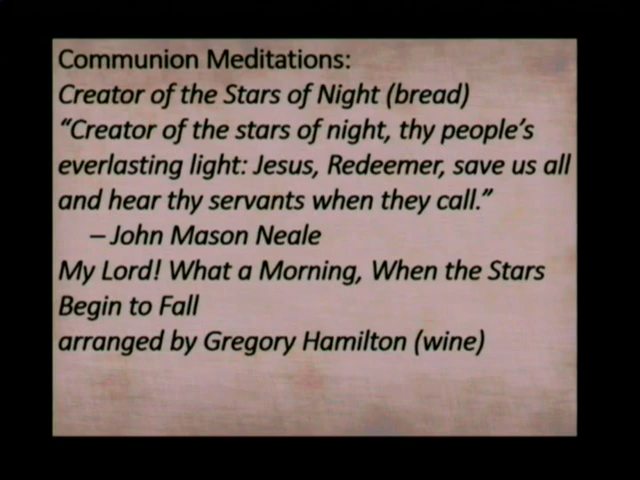 Communion Meditations:
Creator of the Stars of Night (bread)
“Creator of the stars of night, thy people’s
everlasting light: Jesus, Redeemer, save us all
and hear thy servants when they call.”
– John Mason Neale
My Lord! What a Morning, When the Stars
Begin to Fall
arranged by Gregory Hamilton (wine)